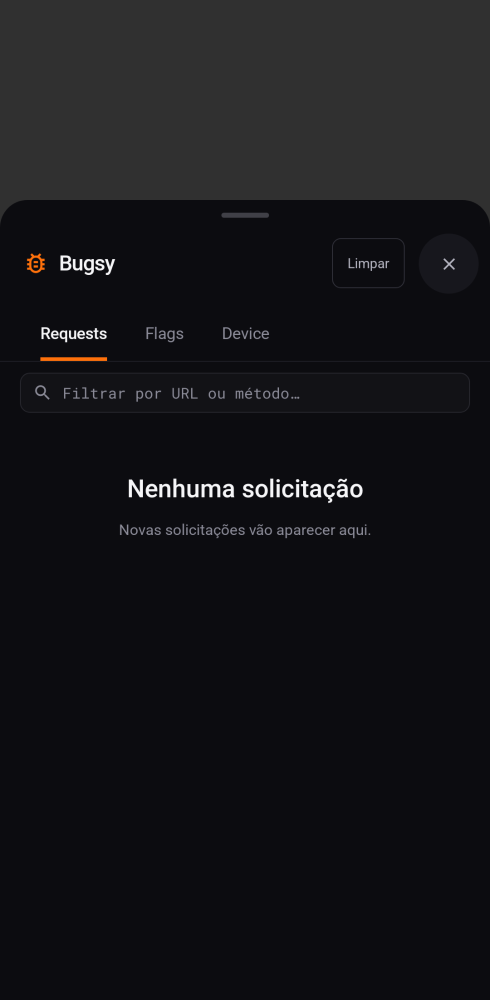 Bugsy
Limpar
Requests
Flags
Device
Filtrar por URL ou método…
Nenhuma solicitação
Novas solicitações vão aparecer aqui.